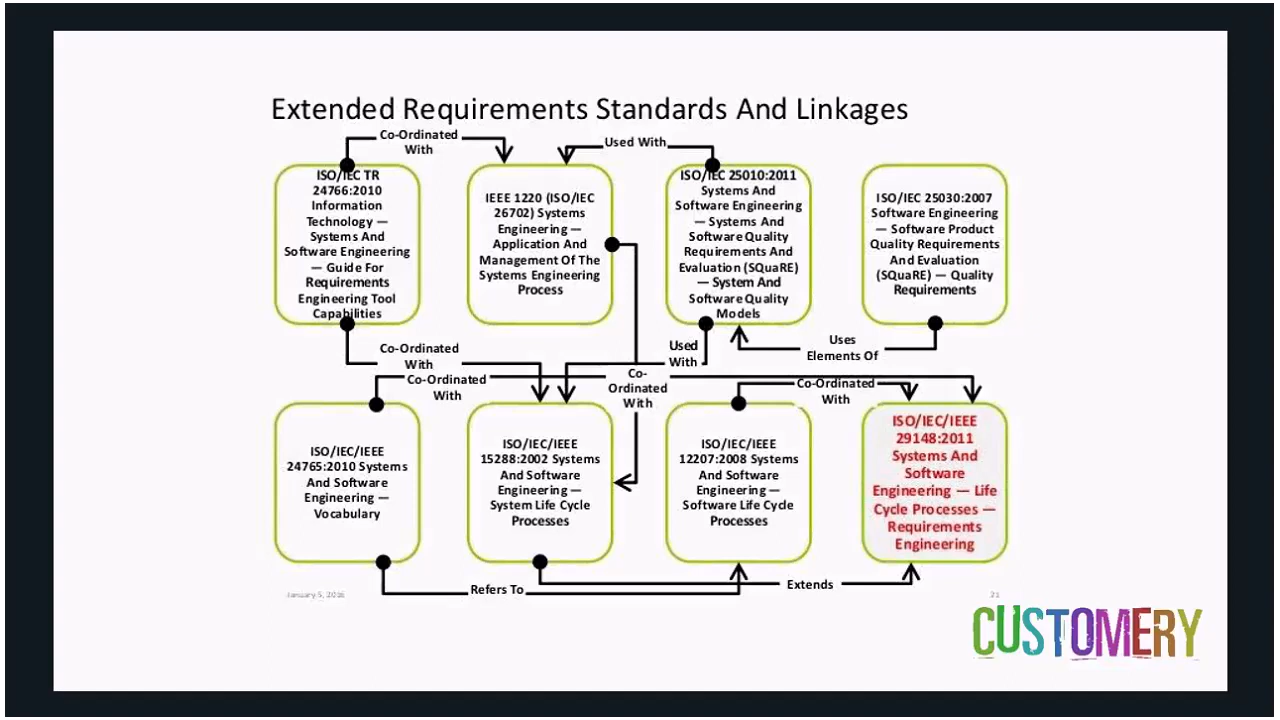 Extended Requirements Standards And Linkages
Co-Ordinated
With
Used With
ISO/IEC TR
24766:2010
Information
Technology —
Systems And
Software Engineering
— Guide For
Requirements
Engineering Tool
Capabilities
IEEE 1220 (ISO/IEC
26702) Systems
Engineering —
Application And
Management Of The
Systems Engineering
Process
ISO/IEC 25010:2011
Systems And
Software Engineering
— Systems And
Software Quality
Requirements And
Evaluation (SQuaRE)
— System And
Software Quality
Models
ISO/IEC 25030:2007
Software Engineering
— Software Product
Quality Requirements
And Evaluation
(SQuaRE) — Quality
Requirements
Co-Ordinated
With
Used
With
Uses
Elements Of
Co-Ordinated
With
Co-
Ordinated
With
Co-Ordinated
With
ISO/IEC/IEEE
24765:2010 Systems
And Software
Engineering —
Vocabulary
ISO/IEC/IEEE
15288:2002 Systems
And Software
Engineering —
System Life Cycle
Processes
ISO/IEC/IEEE
12207:2008 Systems
And Software
Engineering —
Software Life Cycle
Processes
ISO/IEC/IEEE
29148:2011
Systems And
Software
Engineering — Life
Cycle Processes —
Requirements
Engineering
Refers To
Extends
January 5, 2016
21
CUSTOMERY